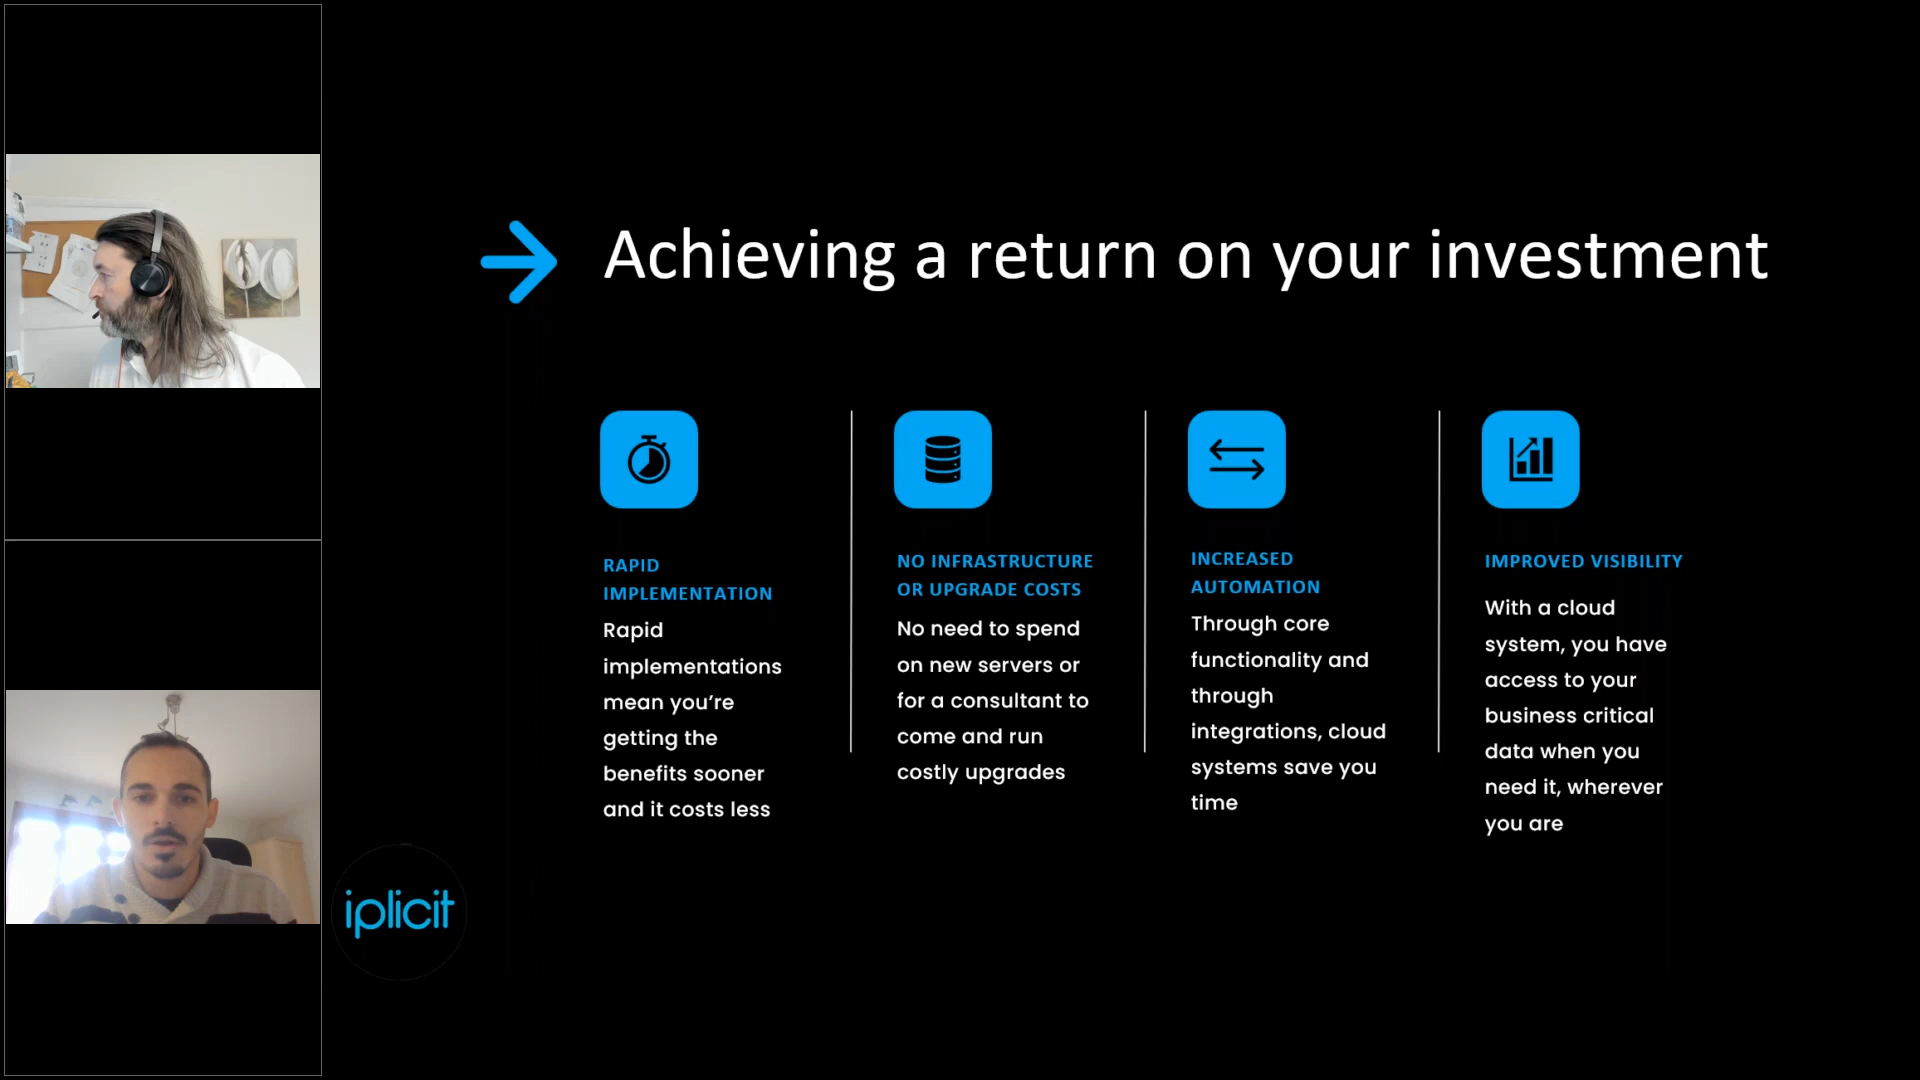 Achieving a return on your investment
RAPID
IMPLEMENTATION
Rapid
implementations
mean you’re
getting the
benefits sooner
and it costs less
NO INFRASTRUCTURE
OR UPGRADE COSTS
No need to spend
on new servers or
for a consultant to
come and run
costly upgrades
INCREASED
AUTOMATION
Through core
functionality and
through
integrations, cloud
systems save you
time
IMPROVED VISIBILITY
With a cloud
system, you have
access to your
business critical
data when you
need it, wherever
you are
iplicit